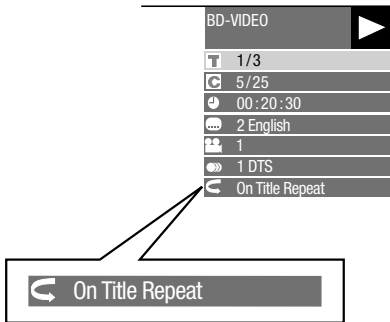 BD-VIDEO
T 1/3
C 5/25
00:20:30
2 English
1
1 DTS
On Title Repeat
On Title Repeat